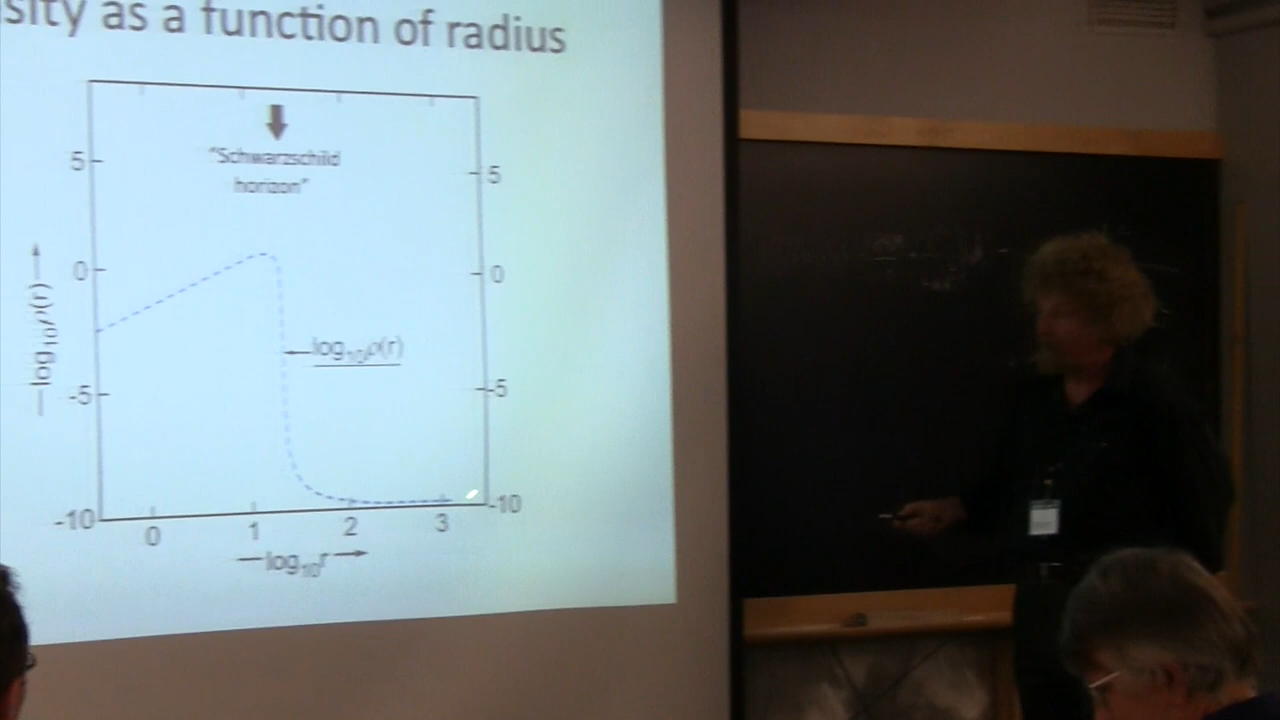 as a function of radius
"Schwarzschild
horizon"
5
5
0
0
-5
-5
-10
-10
log₁₀ρ(r)
log₁₀ρ(r)
0
1
2
3
log₁₀r